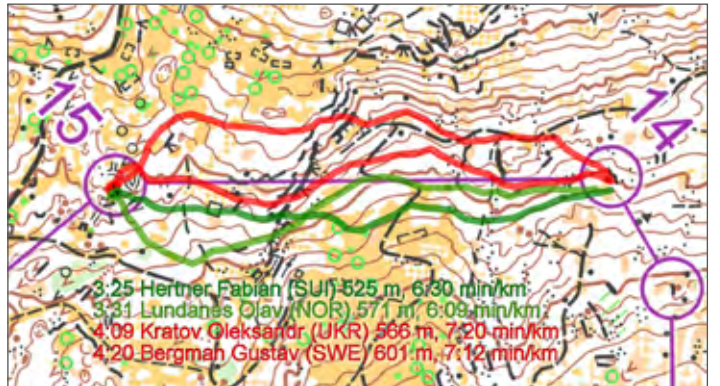 15
14
3:25 Hertner Fabian (SUI) 525 m, 6:30 min/km
3:31 Lundanes Olav (NOR) 571 m, 6:09 min/km
4:09 Kratov Oleksandr (UKR) 566 m, 7:20 min/km
4:20 Bergman Gustav (SWE) 601 m, 7:12 min/km